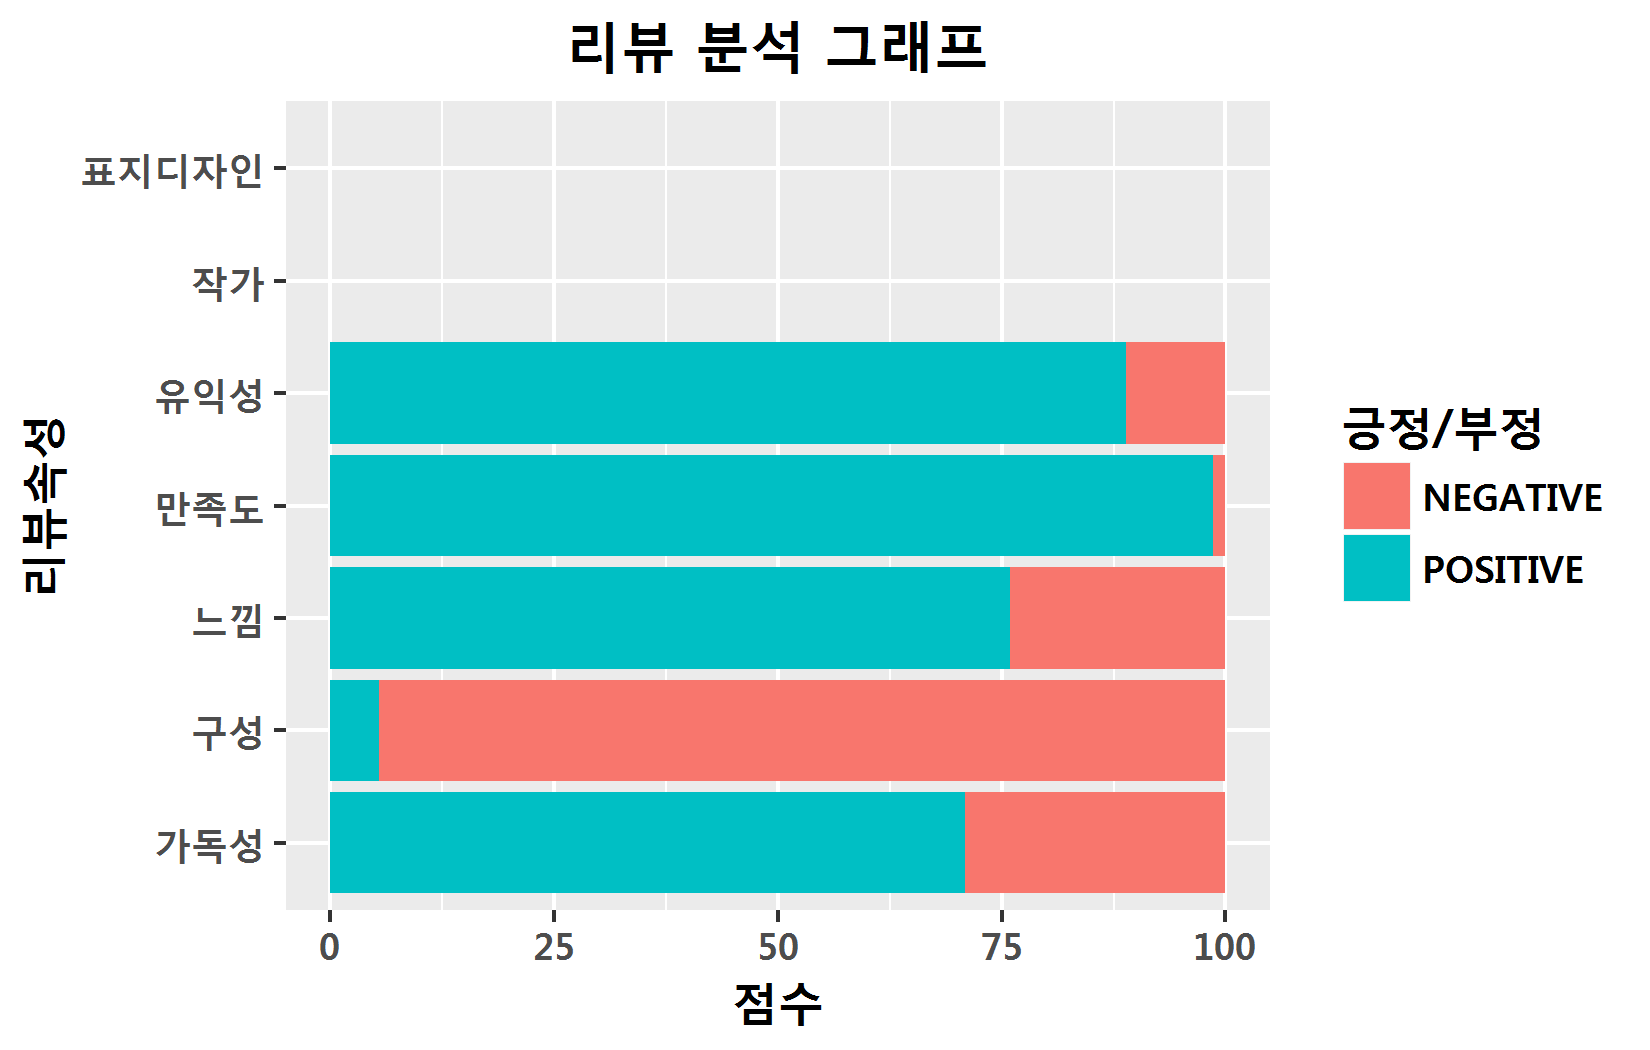 리뷰 분석 그래프
표지디자인
작가
유익성
만족도
느낌
구성
가독성
리뷰속성
0 25 50 75 100
점수
긍정/부정
NEGATIVE
POSITIVE